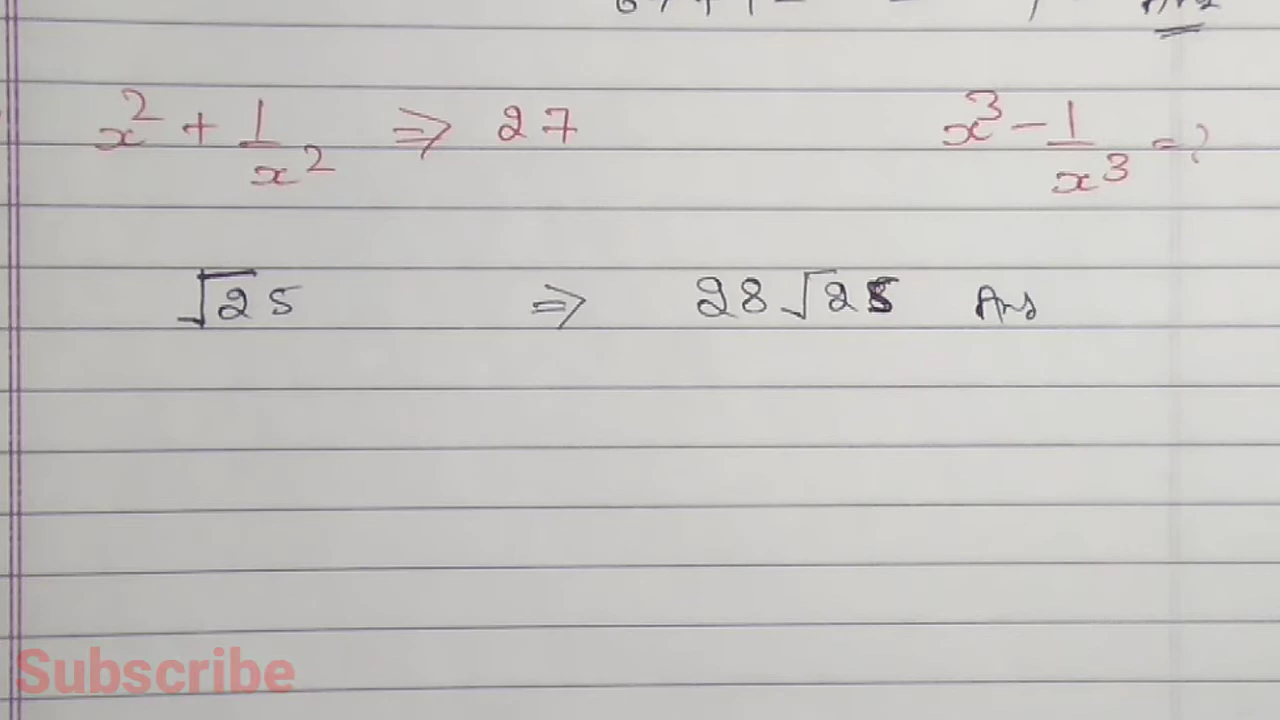 x² + 1/x² ⇒ 27 x³ - 1/x³ = ?
√25 ⇒ 28√25 Ans
Subscribe